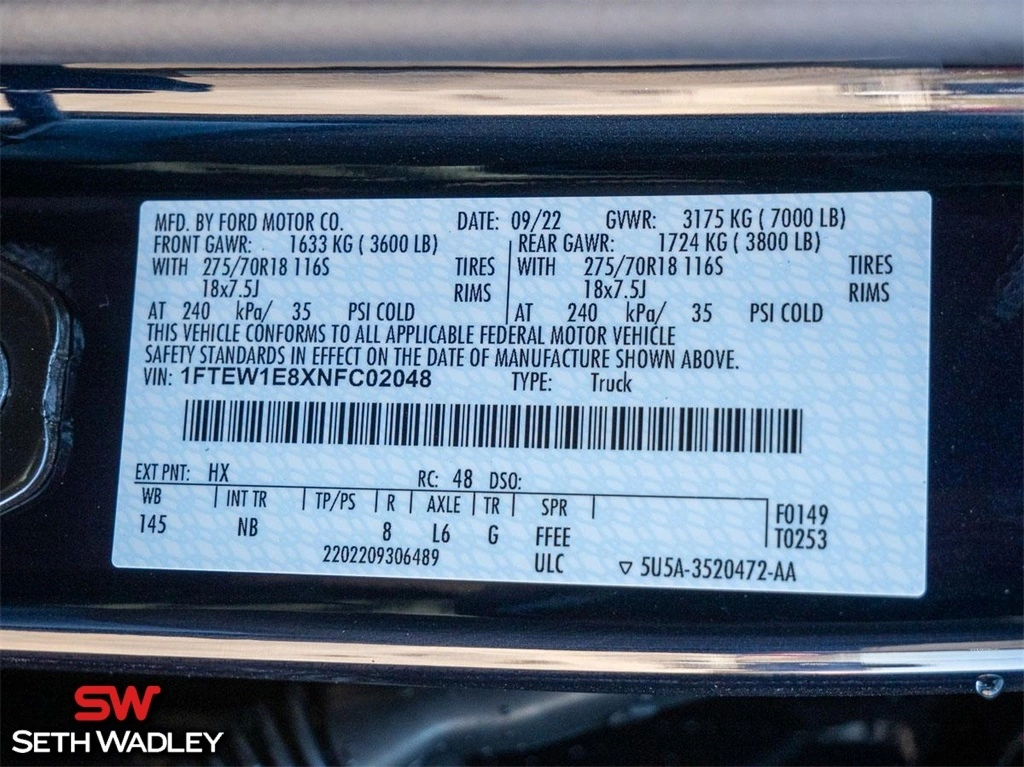 MFD. BY FORD MOTOR CO. DATE: 09/22 GVWR: 3175 KG ( 7000 LB)
FRONT GAWR: 1633 KG ( 3600 LB) REAR GAWR: 1724 KG ( 3800 LB)
WITH 275/70R18 116S TIRES WITH 275/70R18 116S TIRES
18x7.5J RIMS 18x7.5J RIMS
AT 240 kPa/ 35 PSI COLD AT 240 kPa/ 35 PSI COLD
THIS VEHICLE CONFORMS TO ALL APPLICABLE FEDERAL MOTOR VEHICLE
SAFETY STANDARDS IN EFFECT ON THE DATE OF MANUFACTURE SHOWN ABOVE.
VIN: 1FTEW1E8XNFC02048 TYPE: Truck
EXT PNT: HX RC: 48 DSO:
WB INT TR TP/PS R AXLE TR SPR F0149
145 NB 8 L6 G FFEE T0253
2202209306489 ULC ▽ 5U5A-3520472-AA
SW
SETH WADLEY